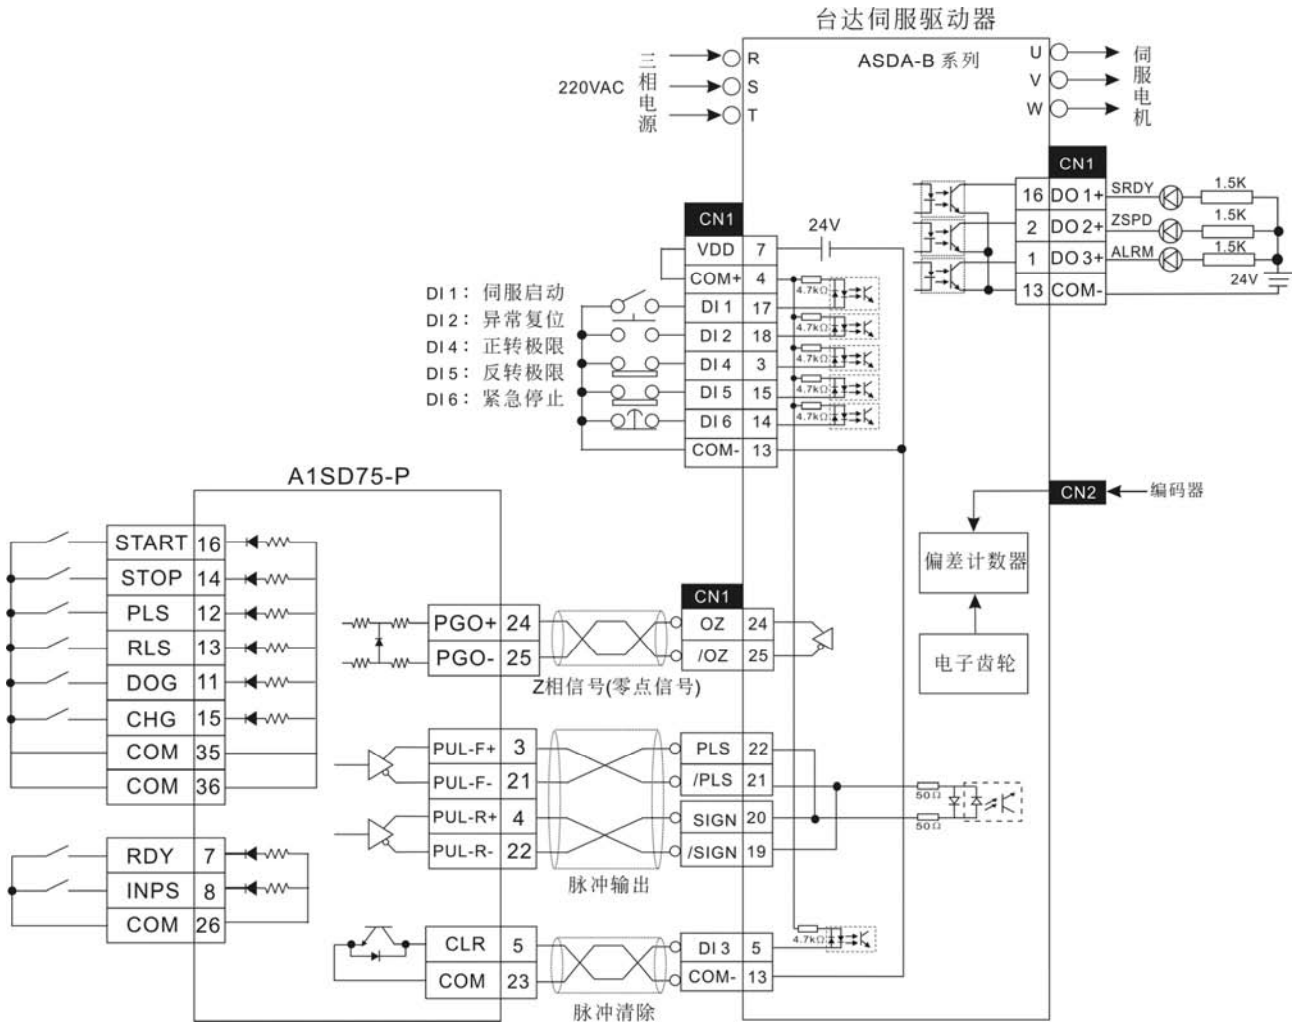 台达伺服驱动器
ASDA-B 系列
三相电源
220VAC
R
S
T
U
V
W
伺服电机
CN1
16 DO1+ SRDY 1.5K
2 DO2+ ZSPD 1.5K
1 DO3+ ALRM 1.5K
13 COM- 24V
CN1
24V
VDD 7
COM+ 4 4.7kΩ
DI1 17 4.7kΩ
DI2 18 4.7kΩ
DI4 3 4.7kΩ
DI5 15 4.7kΩ
DI6 14
COM- 13
DI1：伺服启动
DI2：异常复位
DI4：正转极限
DI5：反转极限
DI6：紧急停止
CN2 编码器
偏差计数器
电子齿轮
A1SD75-P
START 16
STOP 14
PLS 12
RLS 13
DOG 11
CHG 15
COM 35
COM 36
RDY 7
INPS 8
COM 26
PGO+ 24
PGO- 25
Z相信号(零点信号)
CN1
OZ 24
/OZ 25
PUL-F+ 3
PUL-F- 21
PUL-R+ 4
PUL-R- 22
脉冲输出
PLS 22
/PLS 21
SIGN 20
/SIGN 19
50Ω
50Ω
CLR 5
COM 23
脉冲清除
4.7kΩ
DI3 5
COM- 13